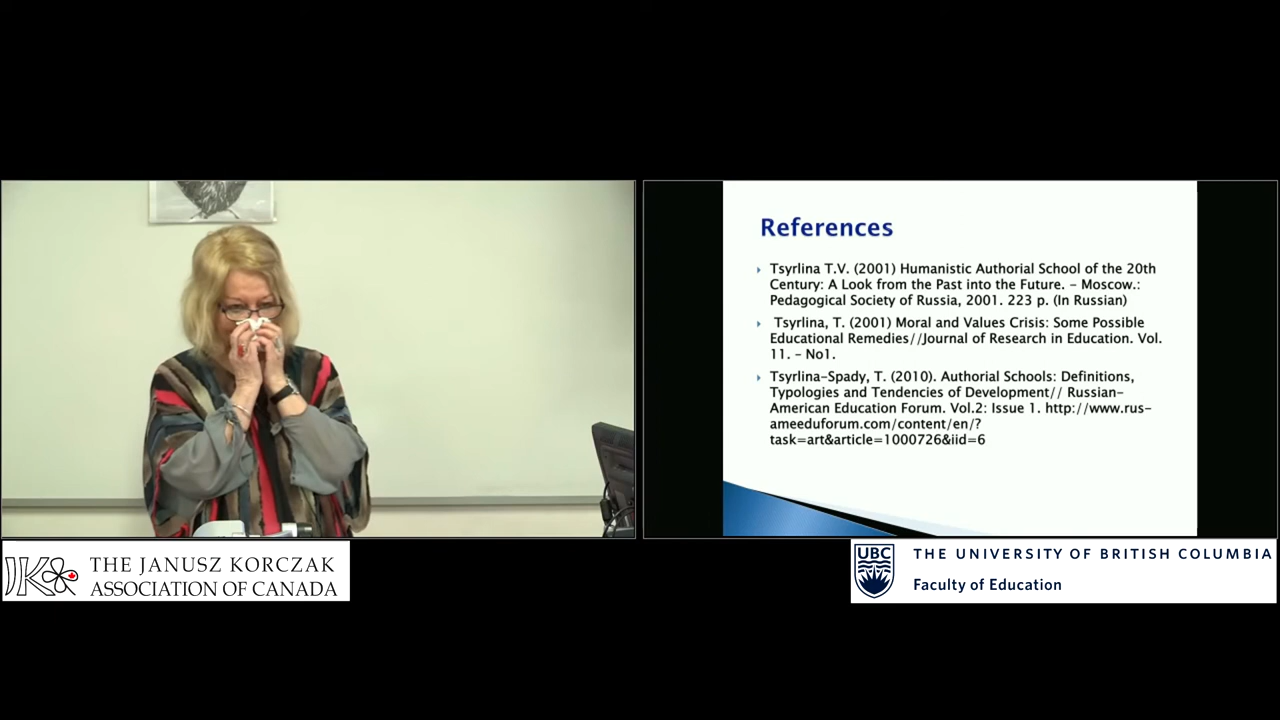 References
Tsyrlina T.V. (2001) Humanistic Authorial School of the 20th
Century: A Look from the Past into the Future. – Moscow.:
Pedagogical Society of Russia, 2001. 223 p. (In Russian)
Tsyrlina, T. (2001) Moral and Values Crisis: Some Possible
Educational Remedies//Journal of Research in Education. Vol.
11. – No1.
Tsyrlina-Spady, T. (2010). Authorial Schools: Definitions,
Typologies and Tendencies of Development// Russian-
American Education Forum. Vol.2: Issue 1. http://www.rus-
ameeduforum.com/content/en/?
task=art&article=1000726&iid=6
JK
THE JANUSZ KORCZAK
ASSOCIATION OF CANADA
UBC
THE UNIVERSITY OF BRITISH COLUMBIA
Faculty of Education